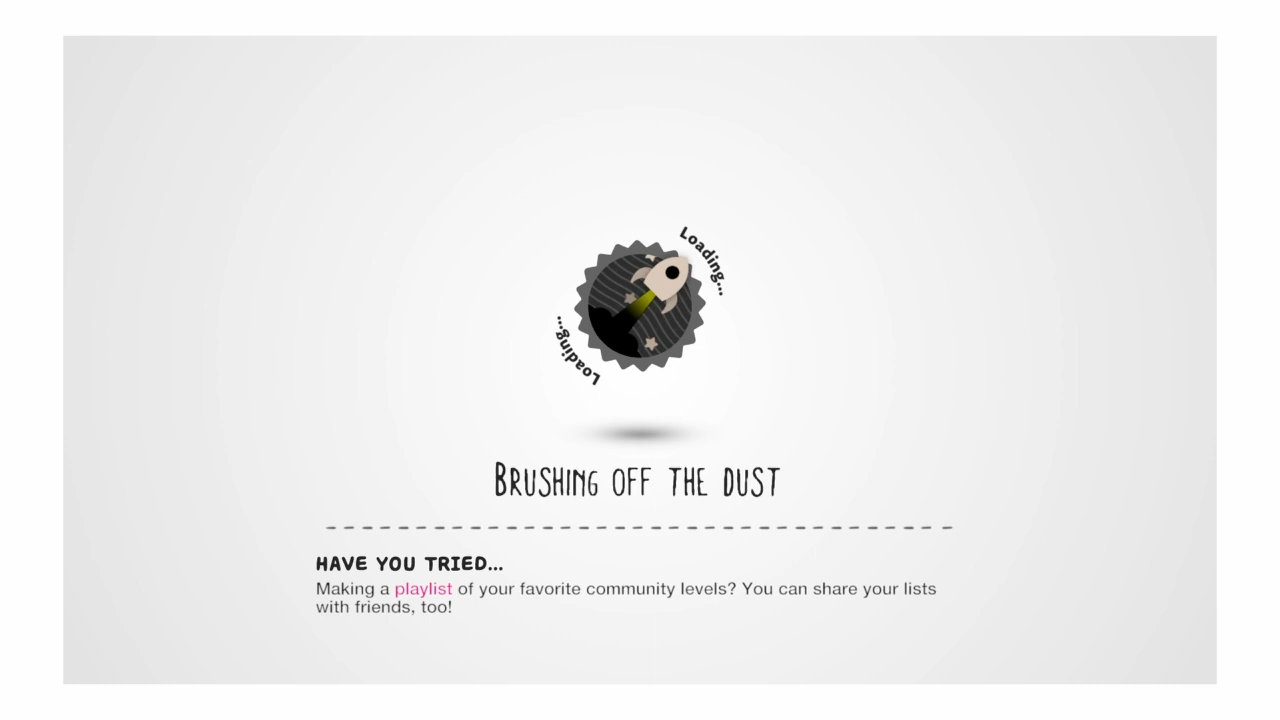 Loading...
Loading...
Brushing off the dust
Have you tried...
Making a playlist of your favorite community levels? You can share your lists
with friends, too!